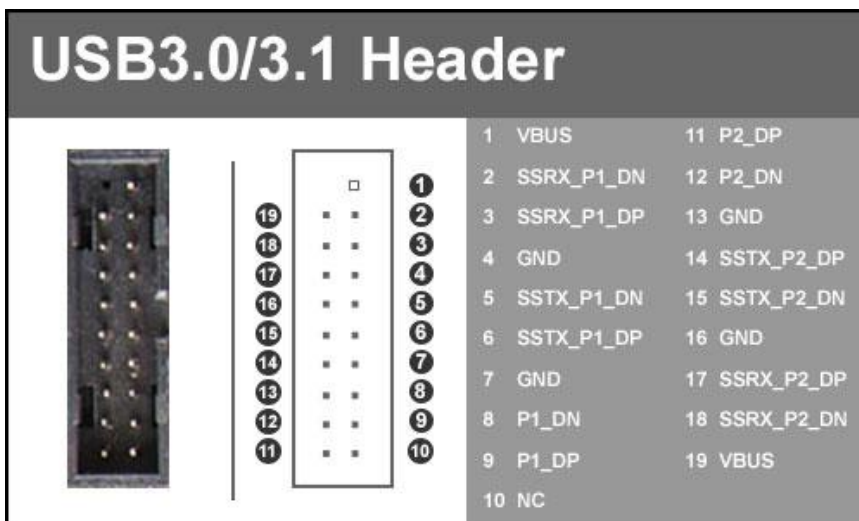 USB3.0/3.1 Header
1
19 2
18 3
17 4
16 5
15 6
14 7
13 8
12 9
11 10
1 VBUS 11 P2_DP
2 SSRX_P1_DN 12 P2_DN
3 SSRX_P1_DP 13 GND
4 GND 14 SSTX_P2_DP
5 SSTX_P1_DN 15 SSTX_P2_DN
6 SSTX_P1_DP 16 GND
7 GND 17 SSRX_P2_DP
8 P1_DN 18 SSRX_P2_DN
9 P1_DP 19 VBUS
10 NC